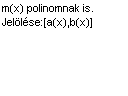 m(x) polinomnak is.
Jelölése:[a(x),b(x)]